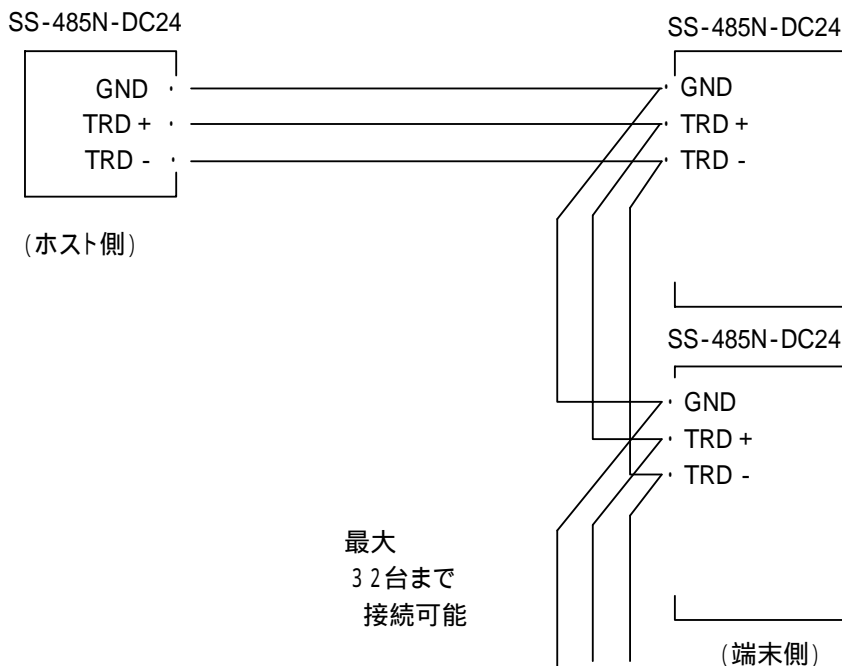 SS-485N-DC24
GND
TRD +
TRD -
(ホスト側)
SS-485N-DC24
GND
TRD +
TRD -
SS-485N-DC24
GND
TRD +
TRD -
最大
32台まで
接続可能
(端末側)